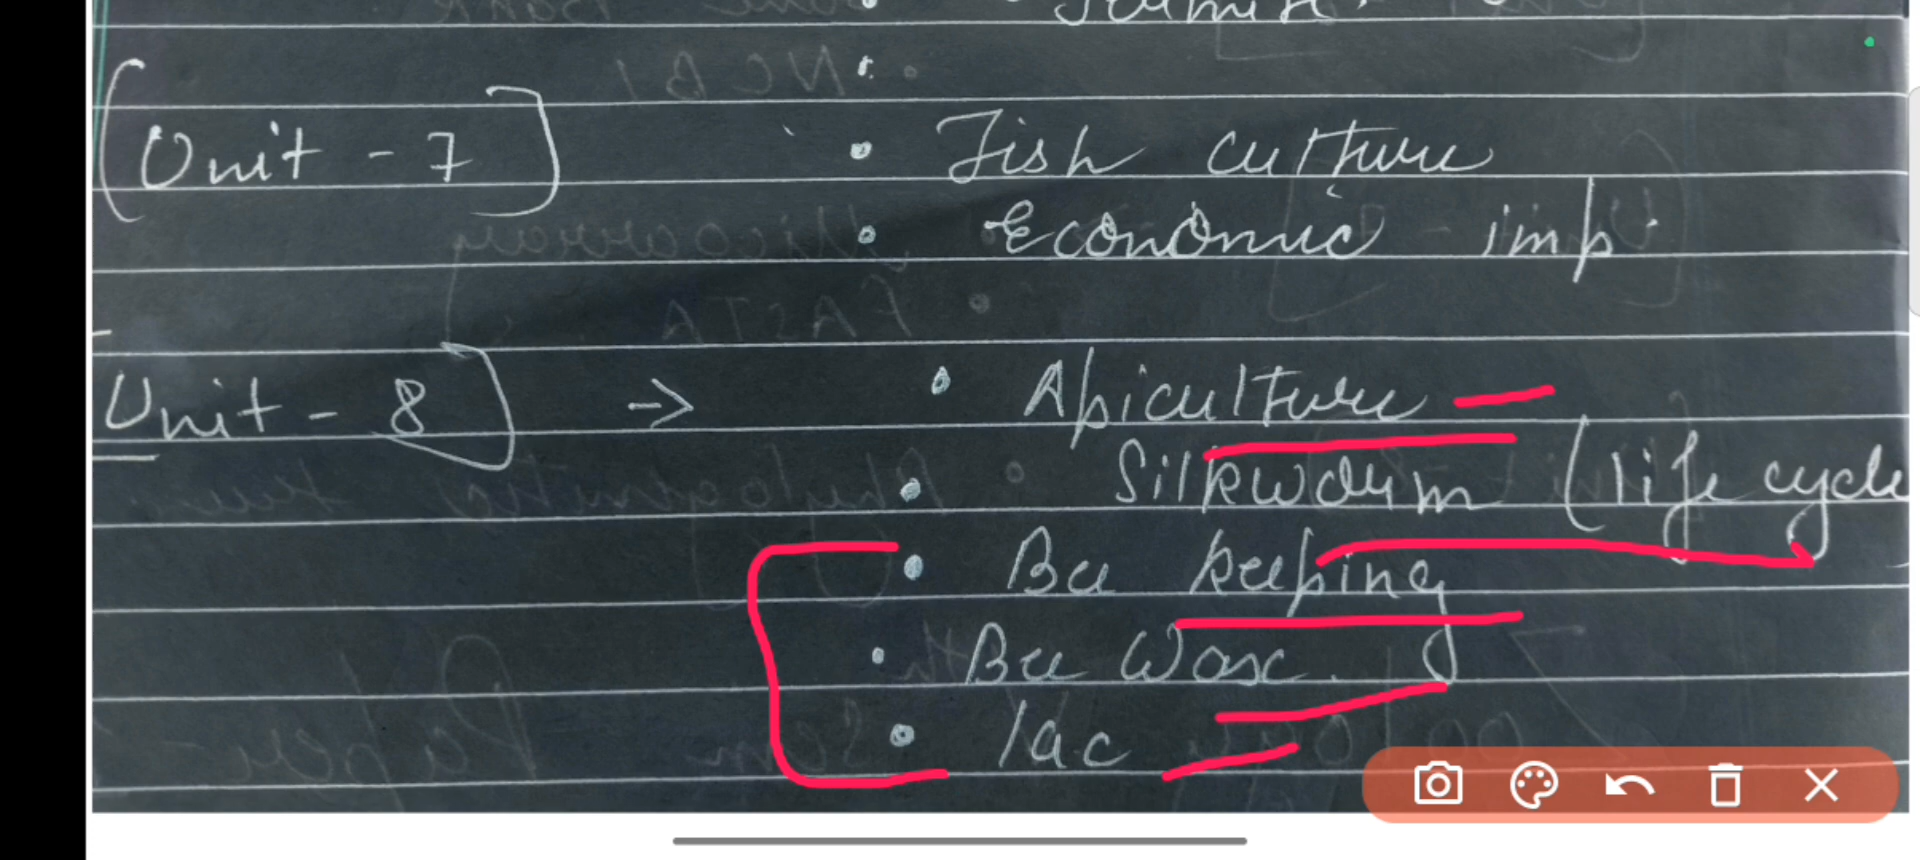 [Unit - 7] • Fish culture
• Economic imp.
Unit - 8] -> • Apiculture
• Silkworm (life cycle
• Bee keeping
• Bee Wax.
• lac